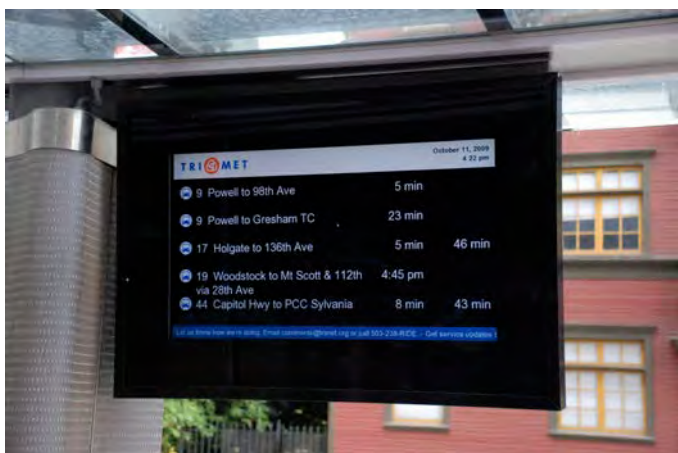 TRI MET
October 11, 2009
4:22 pm
9 Powell to 98th Ave 5 min
9 Powell to Gresham TC 23 min
17 Holgate to 136th Ave 5 min 46 min
19 Woodstock to Mt Scott & 112th 4:45 pm
via 28th Ave
44 Capitol Hwy to PCC Sylvania 8 min 43 min
Let us know how we're doing. Email comments@trimet.org or call 503-238-RIDE. - Get service updates